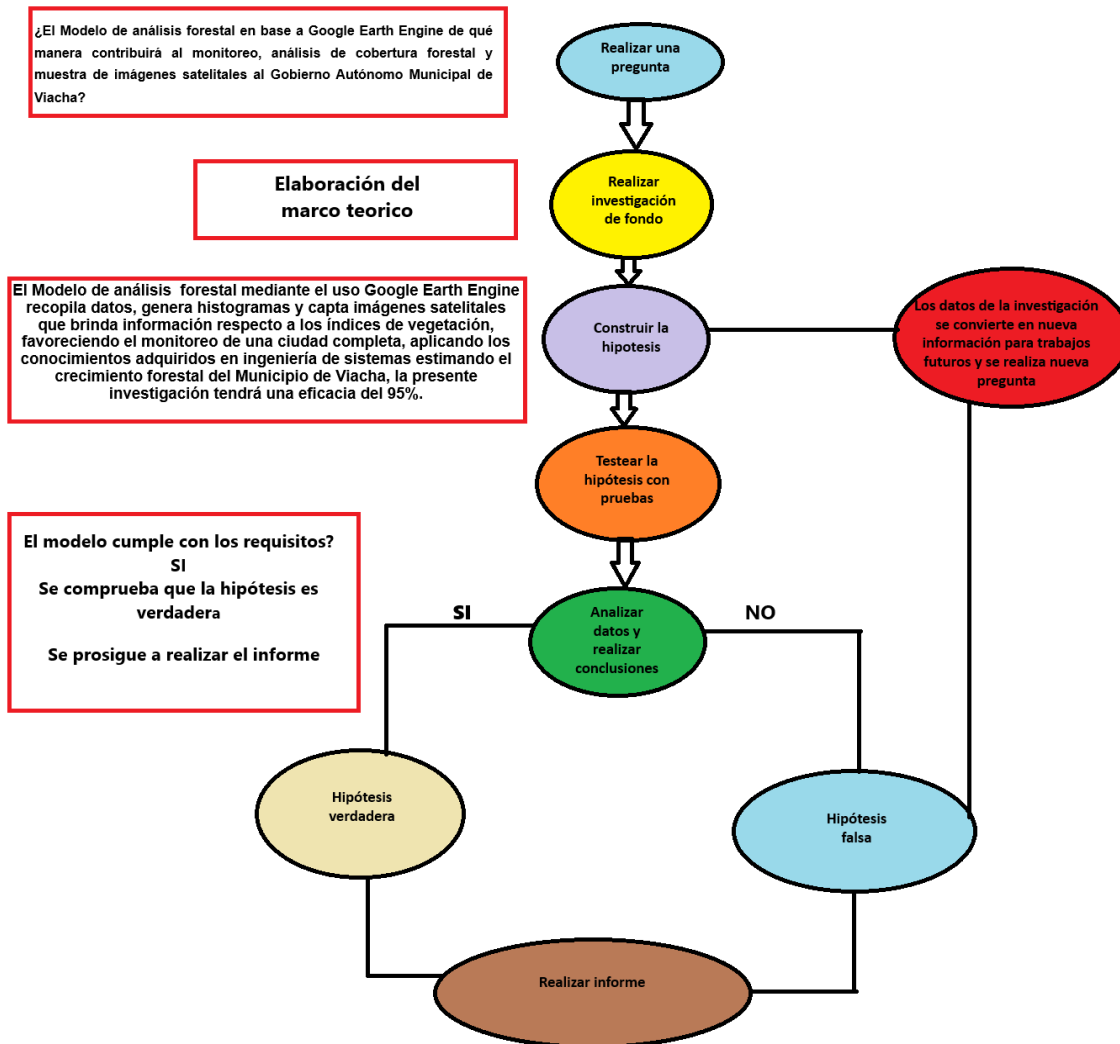 ¿El Modelo de análisis forestal en base a Google Earth Engine de qué
manera contribuirá al monitoreo, análisis de cobertura forestal y
muestra de imágenes satelitales al Gobierno Autónomo Municipal de
Viacha?
Realizar una
pregunta
Elaboración del
marco teorico
Realizar
investigación
de fondo
El Modelo de análisis forestal mediante el uso Google Earth Engine
recopila datos, genera histogramas y capta imágenes satelitales
que brinda información respecto a los índices de vegetación,
favoreciendo el monitoreo de una ciudad completa, aplicando los
conocimientos adquiridos en ingeniería de sistemas estimando el
crecimiento forestal del Municipio de Viacha, la presente
investigación tendrá una eficacia del 95%.
Construir la
hipotesis
Los datos de la investigación
se convierte en nueva
información para trabajos
futuros y se realiza nueva
pregunta
Testear la
hipótesis con
pruebas
El modelo cumple con los requisitos?
SI
Se comprueba que la hipótesis es
verdadera
Se prosigue a realizar el informe
SI
Analizar
datos y
realizar
conclusiones
NO
Hipótesis
verdadera
Hipótesis
falsa
Realizar informe